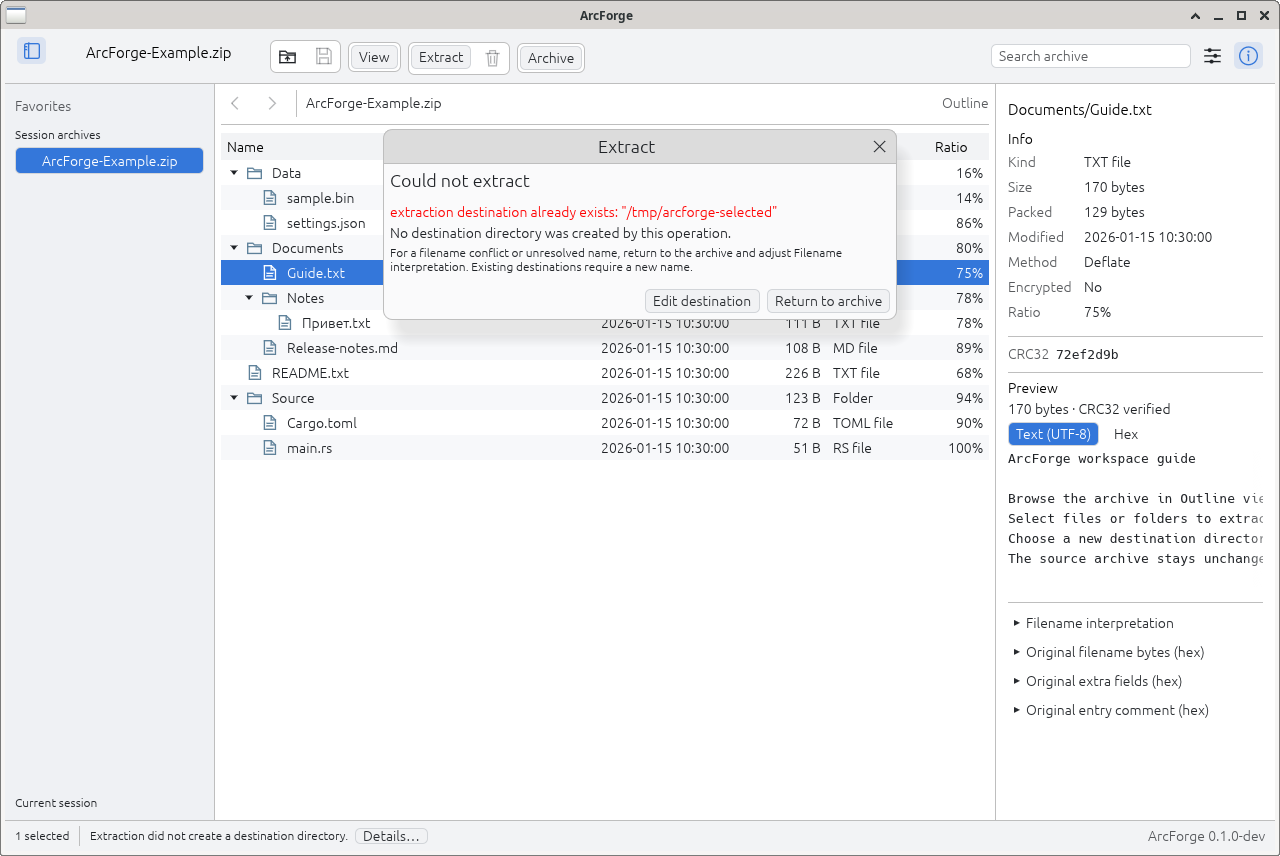 ArcForge
ArcForge-Example.zip
View
Extract
Archive
Search archive
Favorites
Session archives
ArcForge-Example.zip
Current session
ArcForge-Example.zip
Outline
Name
Ratio
Data 16%
sample.bin 14%
settings.json 86%
Documents 80%
Guide.txt 75%
Notes 78%
Привет.txt 2026-01-15 10:30:00 111 B TXT file 78%
Release-notes.md 2026-01-15 10:30:00 108 B MD file 89%
README.txt 2026-01-15 10:30:00 226 B TXT file 68%
Source 2026-01-15 10:30:00 123 B Folder 94%
Cargo.toml 2026-01-15 10:30:00 72 B TOML file 90%
main.rs 2026-01-15 10:30:00 51 B RS file 100%
Extract
Could not extract
extraction destination already exists: "/tmp/arcforge-selected"
No destination directory was created by this operation.
For a filename conflict or unresolved name, return to the archive and adjust Filename
interpretation. Existing destinations require a new name.
Edit destination
Return to archive
Documents/Guide.txt
Info
Kind TXT file
Size 170 bytes
Packed 129 bytes
Modified 2026-01-15 10:30:00
Method Deflate
Encrypted No
Ratio 75%
CRC32 72ef2d9b
Preview
170 bytes · CRC32 verified
Text (UTF-8) Hex
ArcForge workspace guide
Browse the archive in Outline vie
Select files or folders to extrac
Choose a new destination director
The source archive stays unchange
Filename interpretation
Original filename bytes (hex)
Original extra fields (hex)
Original entry comment (hex)
1 selected
Extraction did not create a destination directory.
Details...
ArcForge 0.1.0-dev